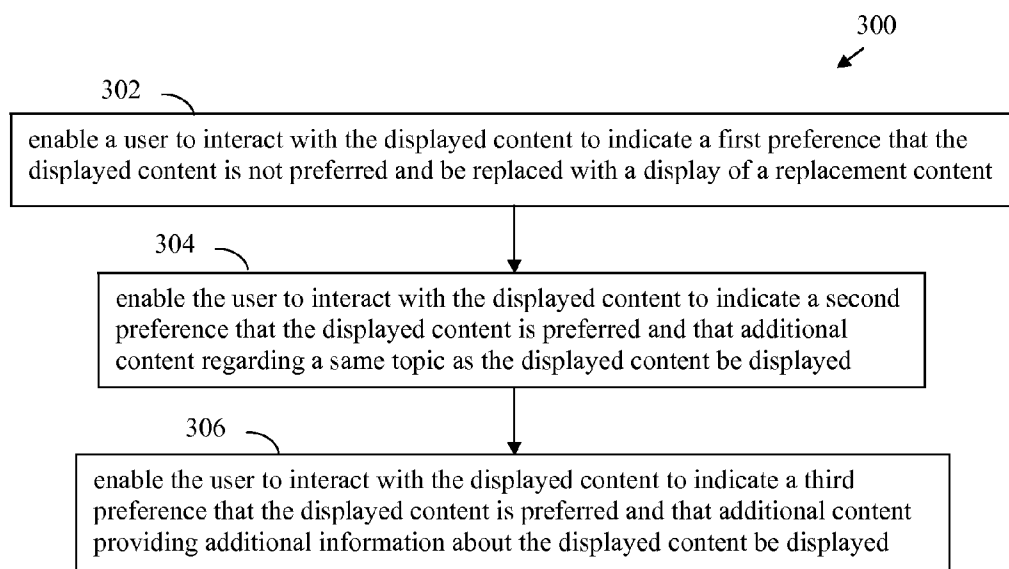 300
302
enable a user to interact with the displayed content to indicate a first preference that the
displayed content is not preferred and be replaced with a display of a replacement content
304
enable the user to interact with the displayed content to indicate a second
preference that the displayed content is preferred and that additional
content regarding a same topic as the displayed content be displayed
306
enable the user to interact with the displayed content to indicate a third
preference that the displayed content is preferred and that additional content
providing additional information about the displayed content be displayed